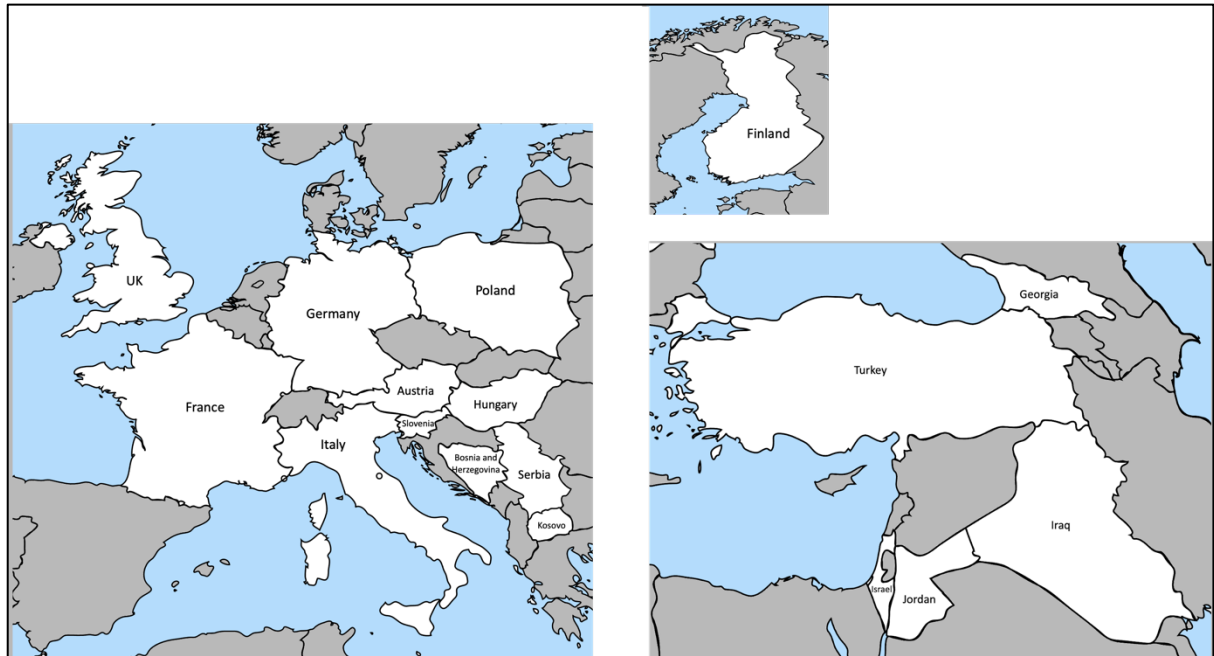 Finland
UK
Poland
Germany
France
Austria
Hungary
Slovenia
Italy
Bosnia and
Herzegovina
Serbia
Kosovo
Georgia
Turkey
Iraq
Israel
Jordan